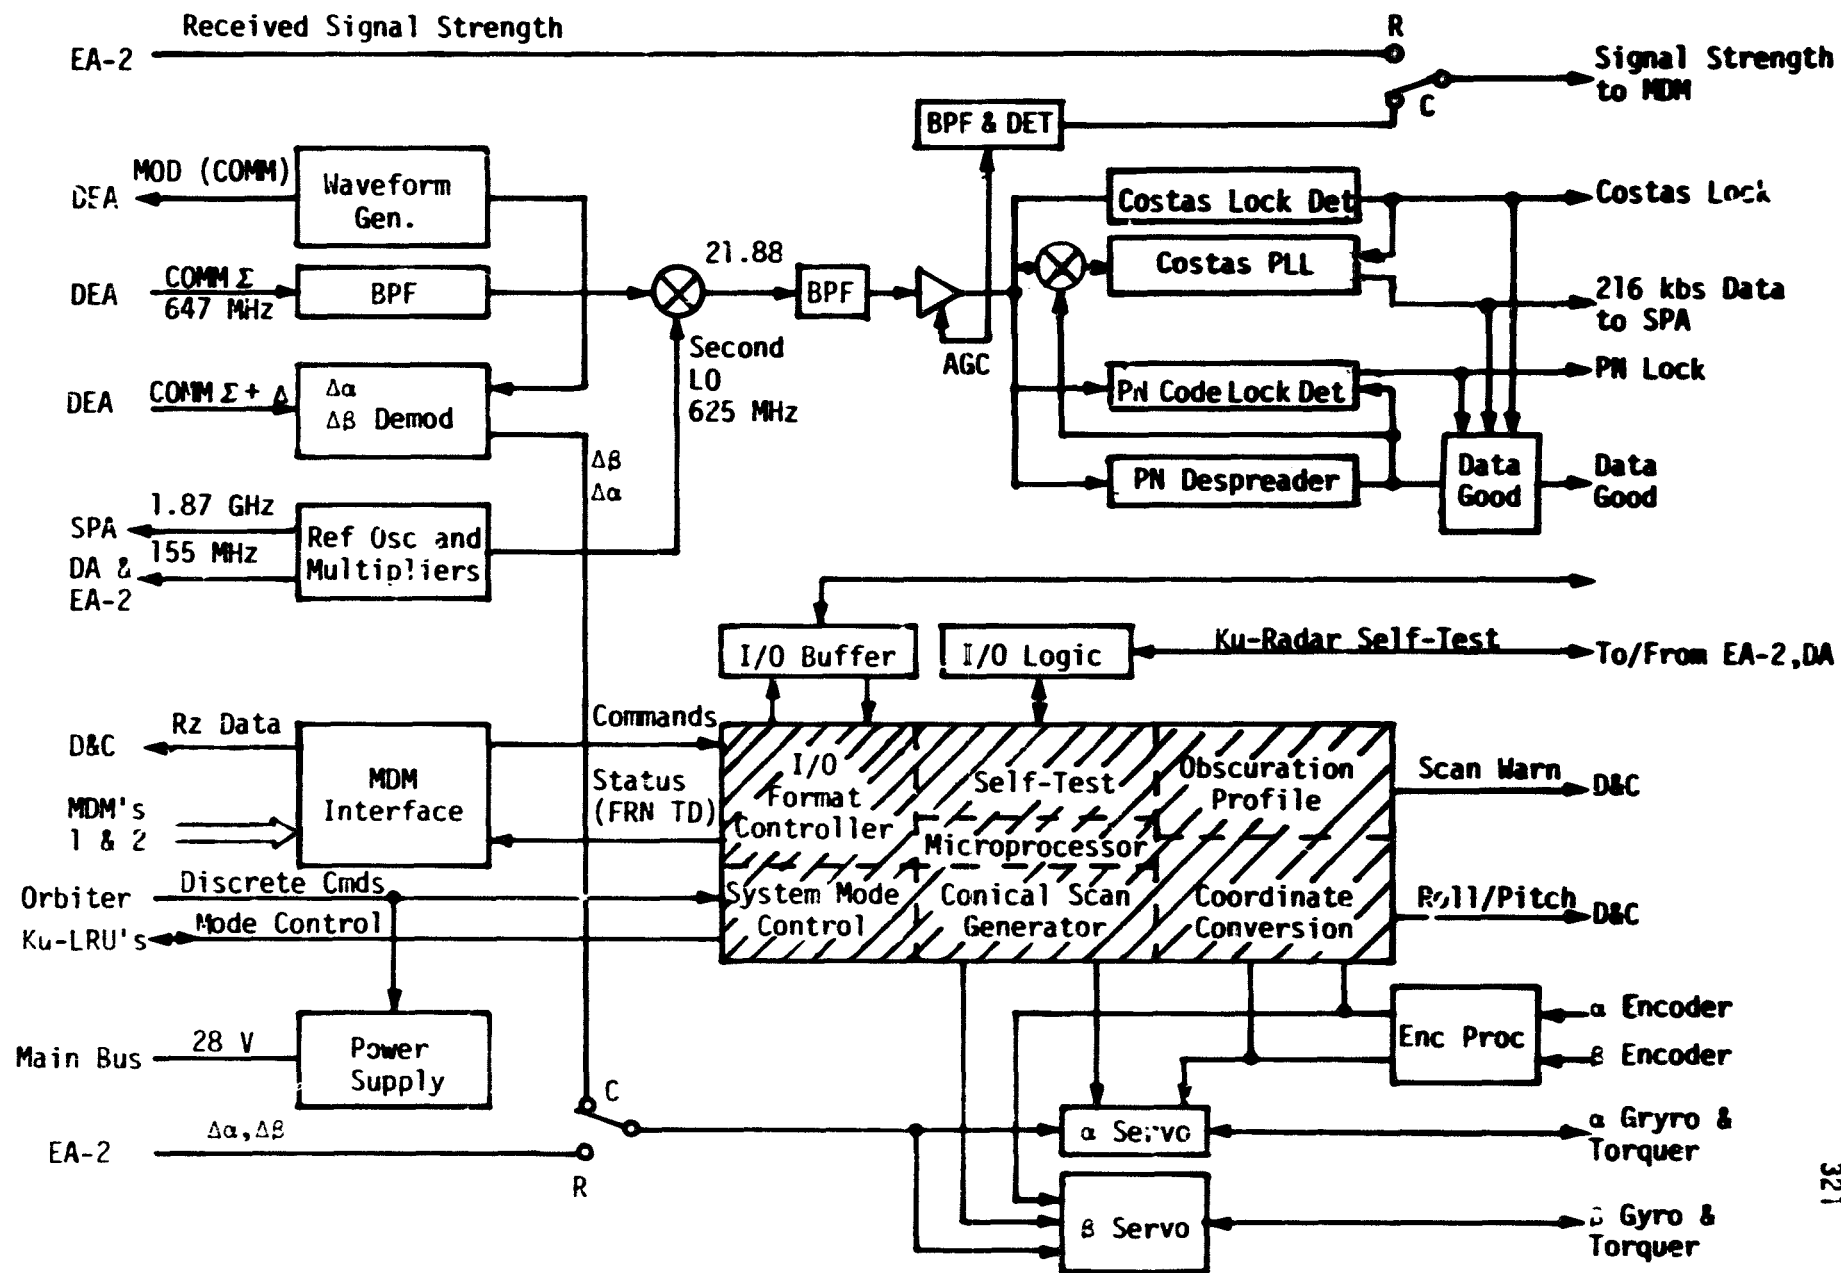 Received Signal Strength
R
EA-2
Signal Strength
to MDM
C
BPF & DET
MOD (COMM)
DEA
Waveform
Gen.
Costas Lock Det
Costas Lock
21.88
Costas PLL
COMM Σ
DEA
647 MHz
BPF
BPF
216 kbs Data
to SPA
Second
LO
625 MHz
AGC
PN Lock
DEA
COMM Σ + Δ
Δα
Δβ Demod
PN Code Lock Det
Δβ
Δα
PN Despreader
Data
Good
Data
Good
SPA
1.87 GHz
155 MHz
DA &
EA-2
Ref Osc and
Multipliers
I/O Buffer
I/O Logic
Ku-Radar Self-Test
To/From EA-2,DA
Rz Data
D&C
MDM's
1 & 2
MDM
Interface
Commands
Status
(FRN TD)
I/O
Format
Controller
Self-Test
Microprocessor
Obscuration
Profile
Scan Warn
D&C
Orbiter
Discrete Cmds
Ku-LRU's
Mode Control
System Mode
Control
Conical Scan
Generator
Coordinate
Conversion
Roll/Pitch
D&C
Main Bus
28 V
Power
Supply
Enc Proc
α Encoder
β Encoder
C
Δα,Δβ
EA-2
R
α Servo
α Gryro &
Torquer
β Servo
β Gyro &
Torquer
321